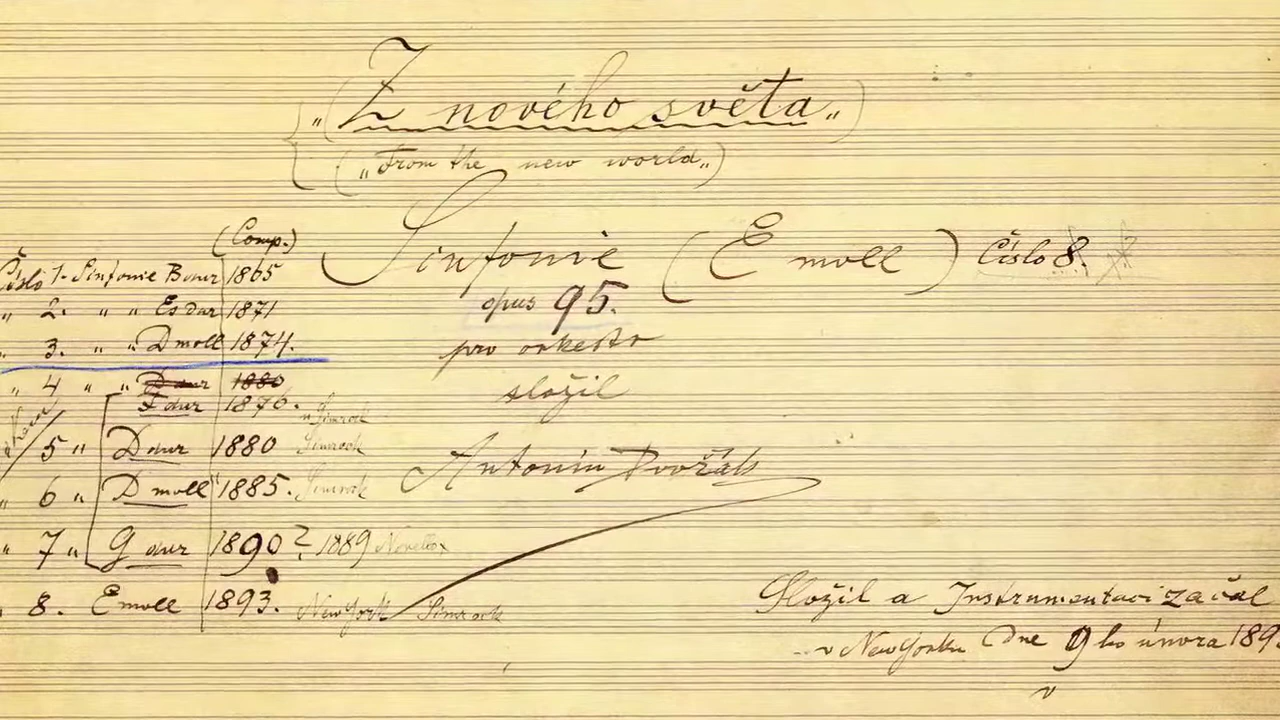 „Z nového světa„
(„From the new world„)
Sinfonie (E moll) Číslo 8.
opus 95.
pro orkestr
složil
Antonín Dvořák
(Comp.)
Číslo 1. Sinfonie B dur 1865
„ 2. „ „ Es dur 1871
„ 3. „ „ D moll 1874.
„ 4 „ „ D dur 1880
F dur 1876. Simrock
5 „ D dur 1880 Simrock
„ 6 „ D moll 1885. Simrock
„ 7 „ G dur 1890? 1889 Novello
„ 8. E moll 1893. New York Simrock
Složil a Instrumentaci začal
v New Yorku Dne 9ho února 189